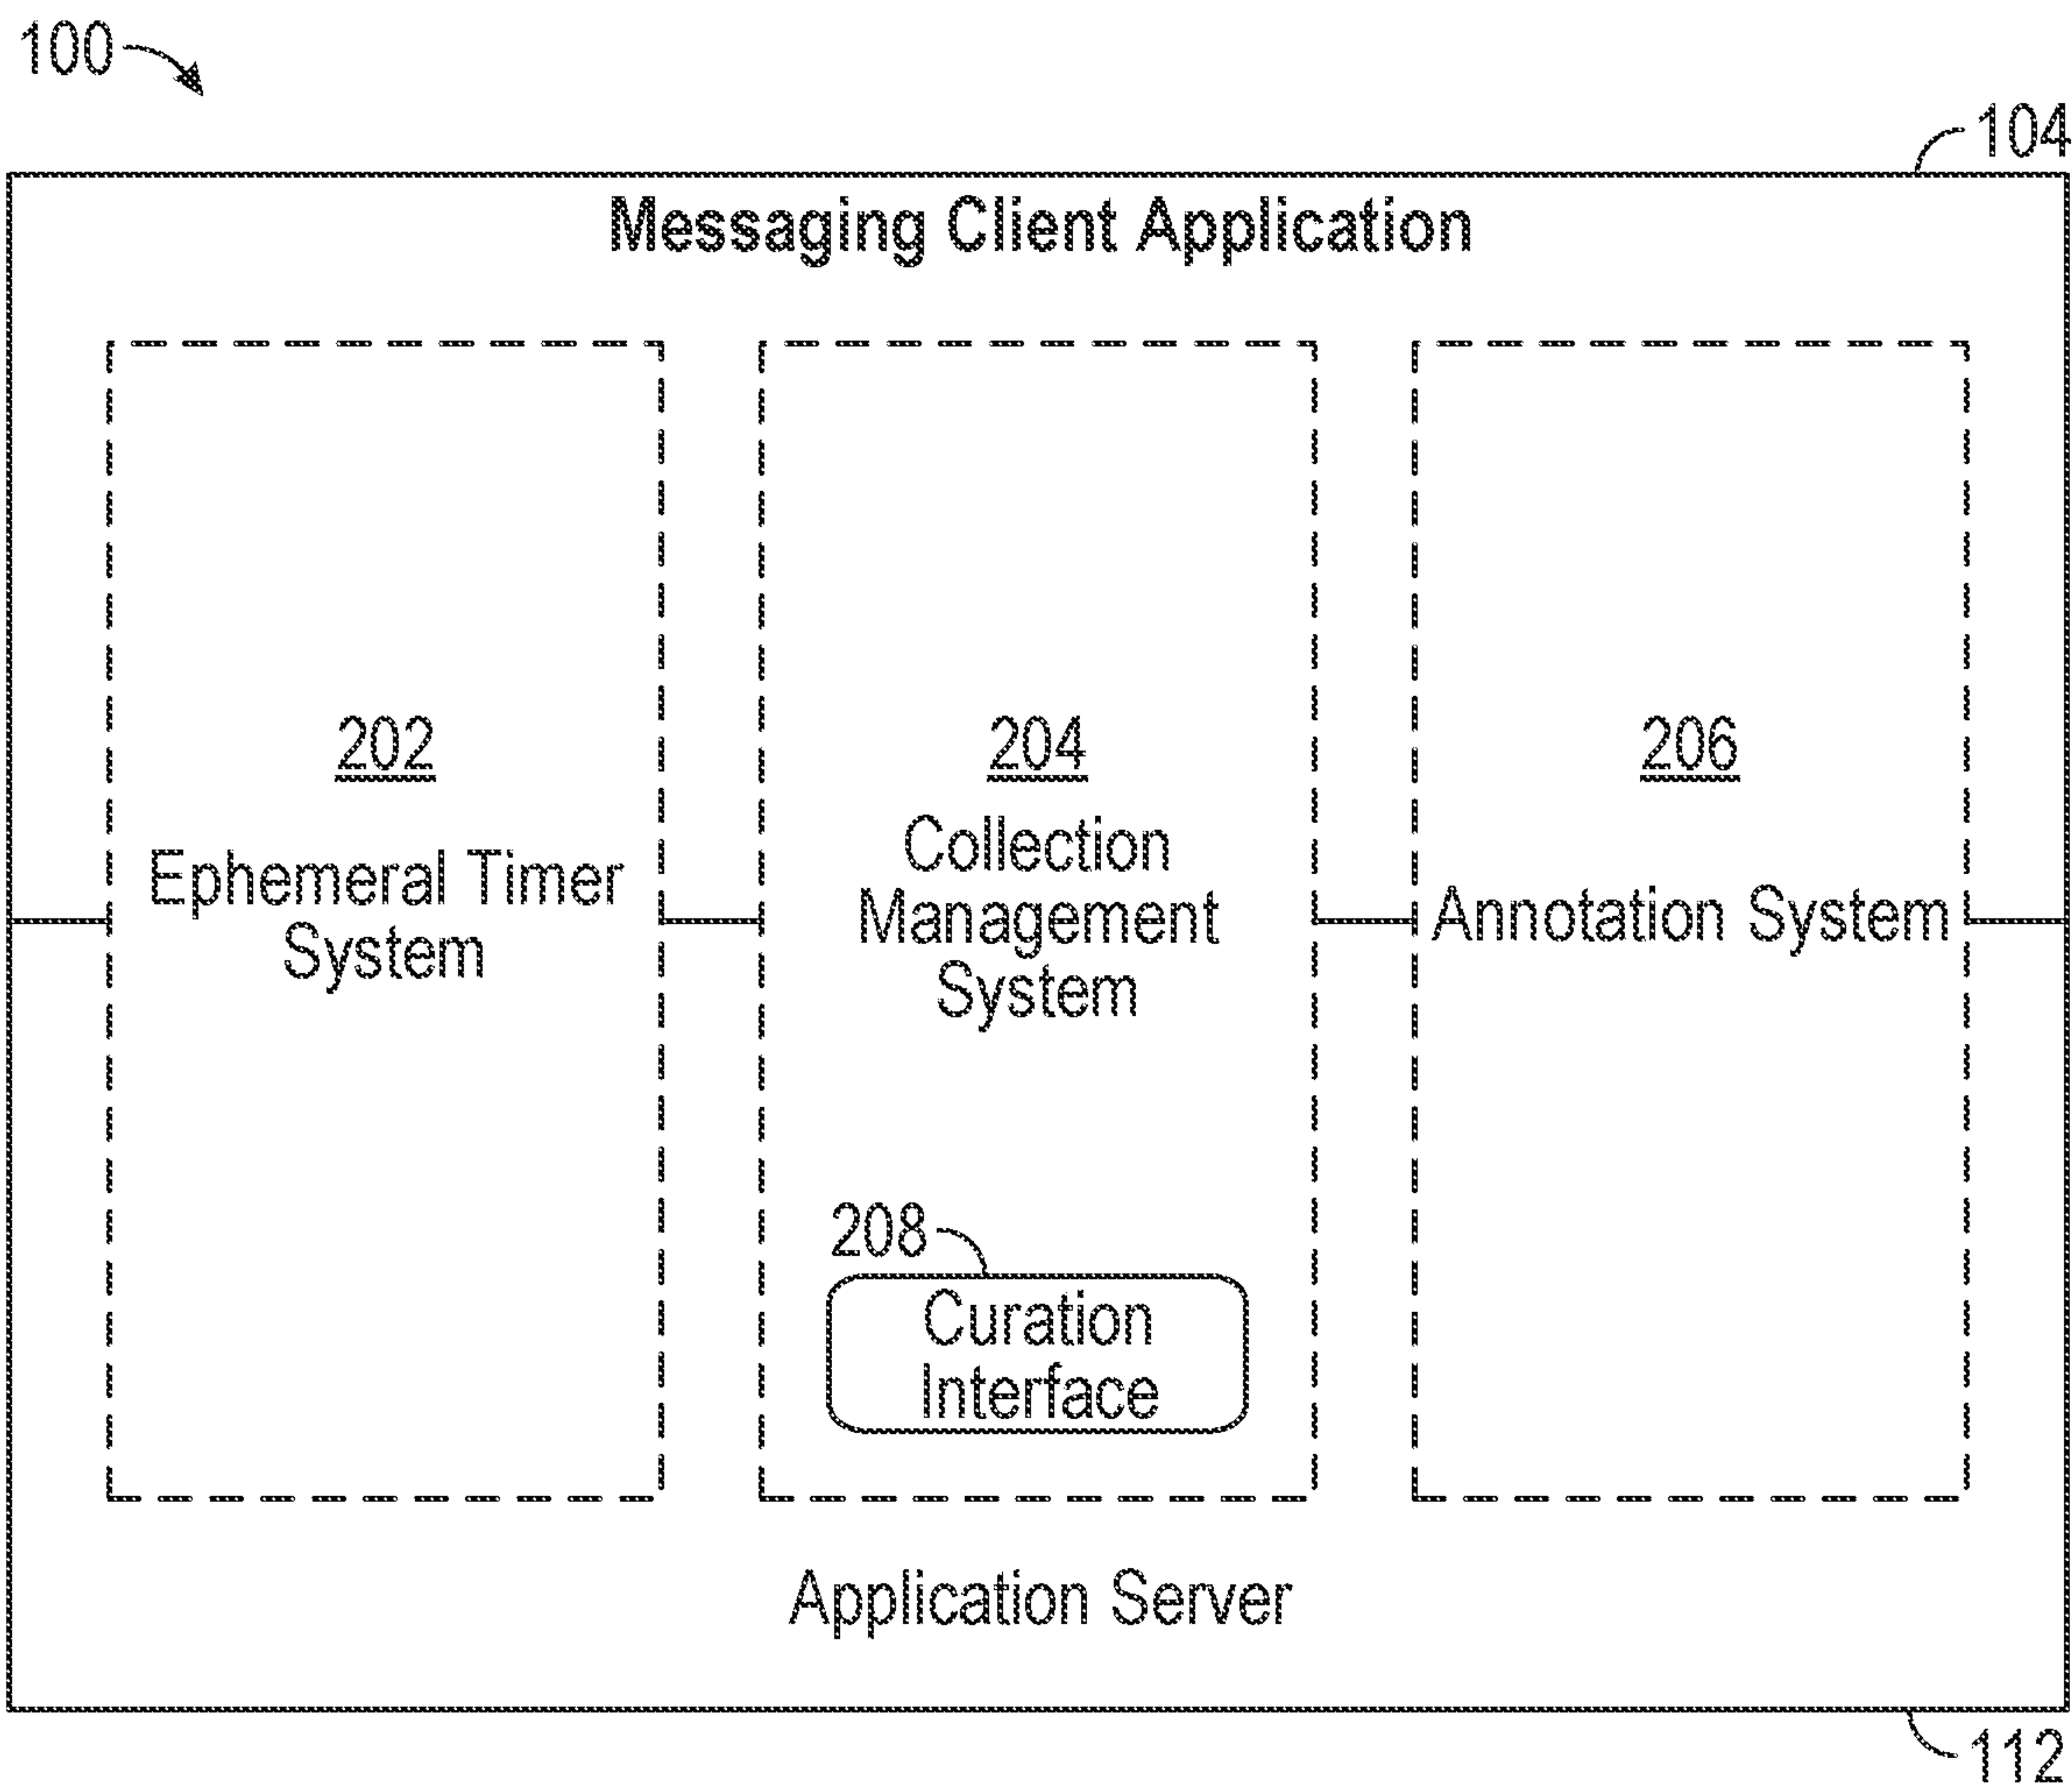 100
104
Messaging Client Application
202
Ephemeral Timer
System
204
Collection
Management
System
206
Annotation System
208
Curation
Interface
Application Server
112